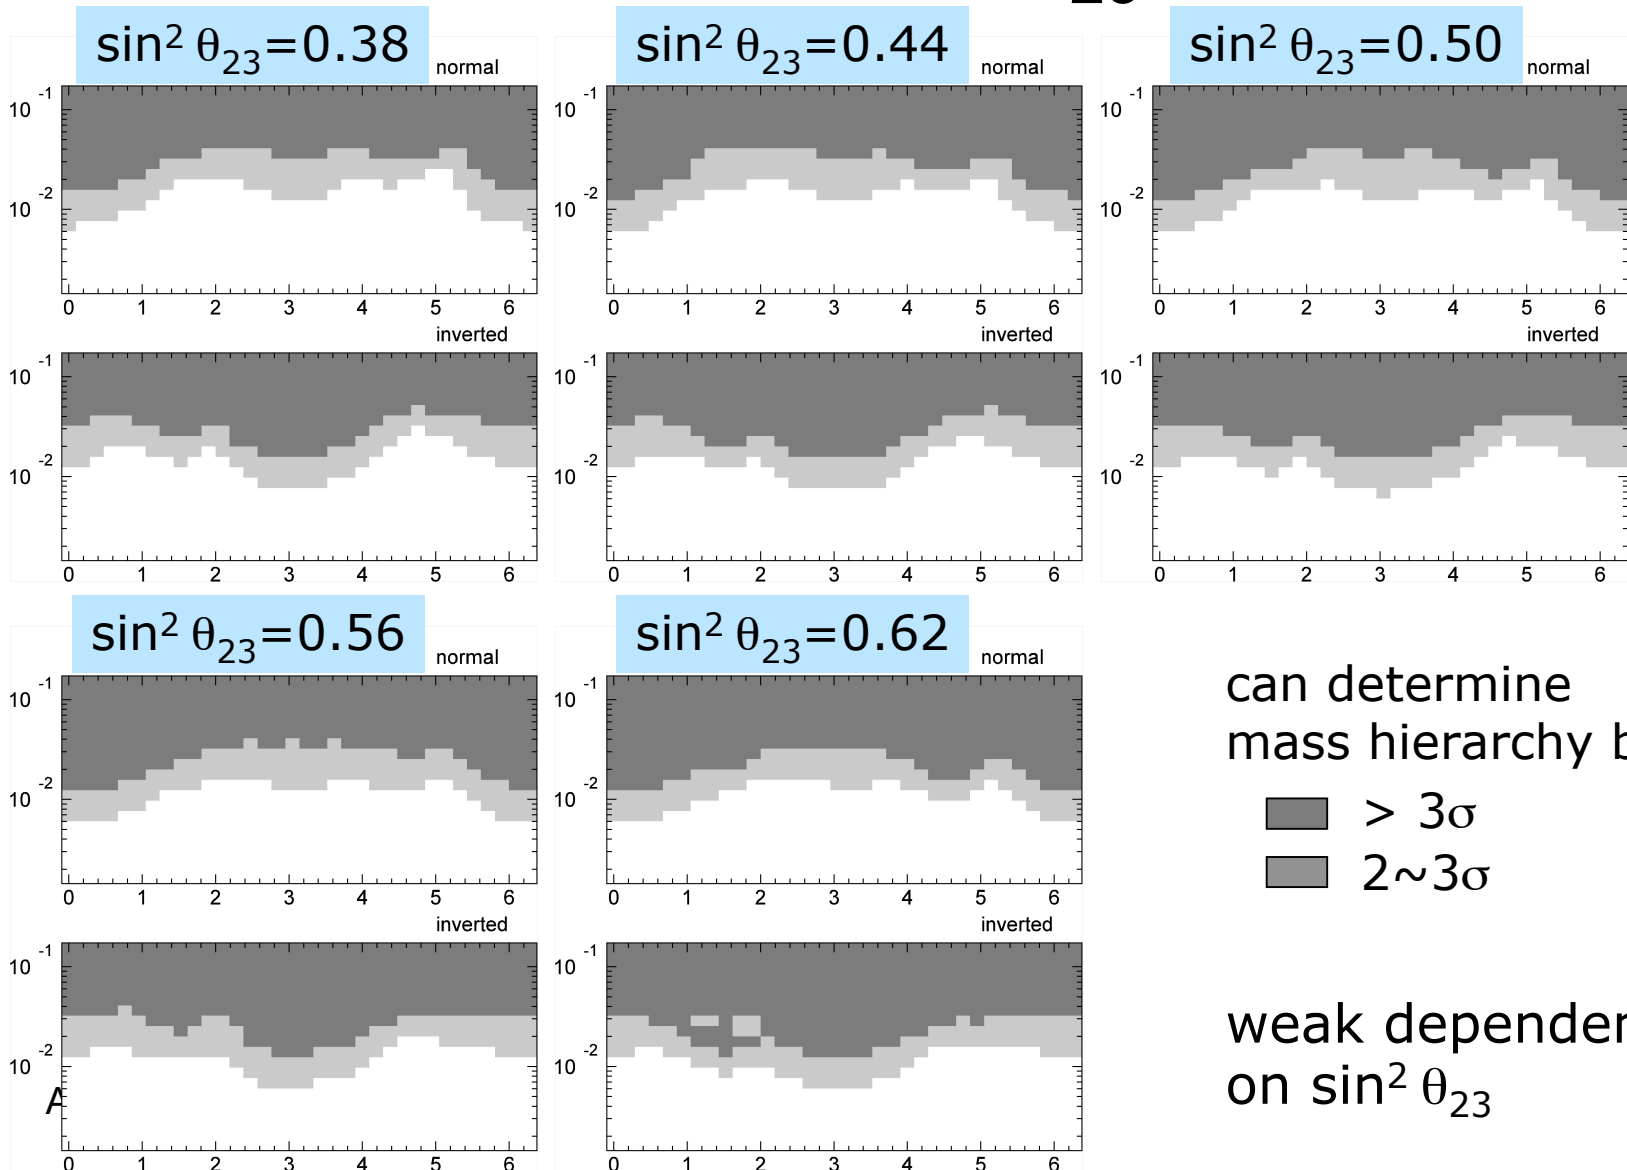 sin² θ₂₃=0.38
normal
10⁻¹
10⁻²
0 1 2 3 4 5 6
inverted
10⁻¹
10⁻²
0 1 2 3 4 5 6
sin² θ₂₃=0.44
normal
10⁻¹
10⁻²
0 1 2 3 4 5 6
inverted
10⁻¹
10⁻²
0 1 2 3 4 5 6
sin² θ₂₃=0.50
normal
10⁻¹
10⁻²
0 1 2 3 4 5 6
inverted
10⁻¹
10⁻²
0 1 2 3 4 5 6
sin² θ₂₃=0.56
normal
10⁻¹
10⁻²
0 1 2 3 4 5 6
inverted
10⁻¹
10⁻²
A
0 1 2 3 4 5 6
sin² θ₂₃=0.62
normal
10⁻¹
10⁻²
0 1 2 3 4 5 6
inverted
10⁻¹
10⁻²
0 1 2 3 4 5 6
can determine
mass hierarchy
> 3σ
2~3σ
weak
on sin² θ₂₃